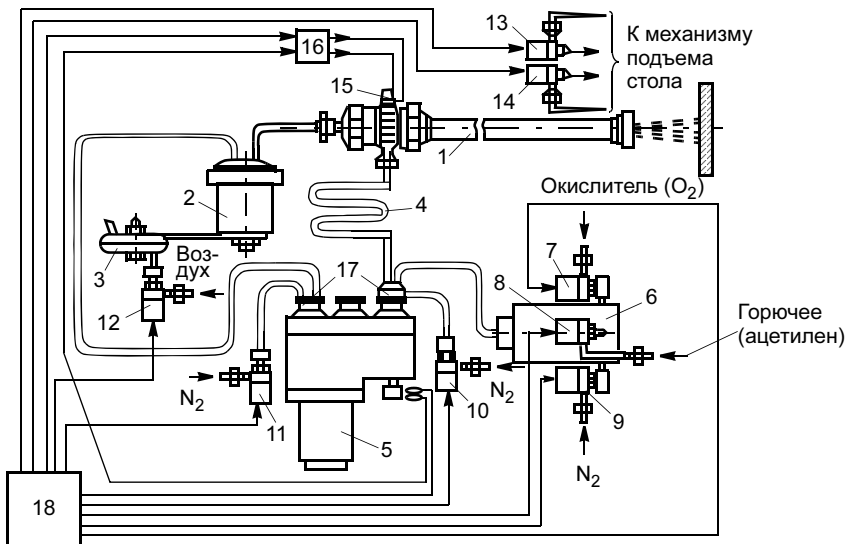 13
К механизму
подъема
стола
16
15
14
1
2
4
Окислитель (O₂)
3
Воз-
дух
17
7
8
6
12
Горючее
(ацетилен)
N₂
11
10
N₂
9
5
N₂
18